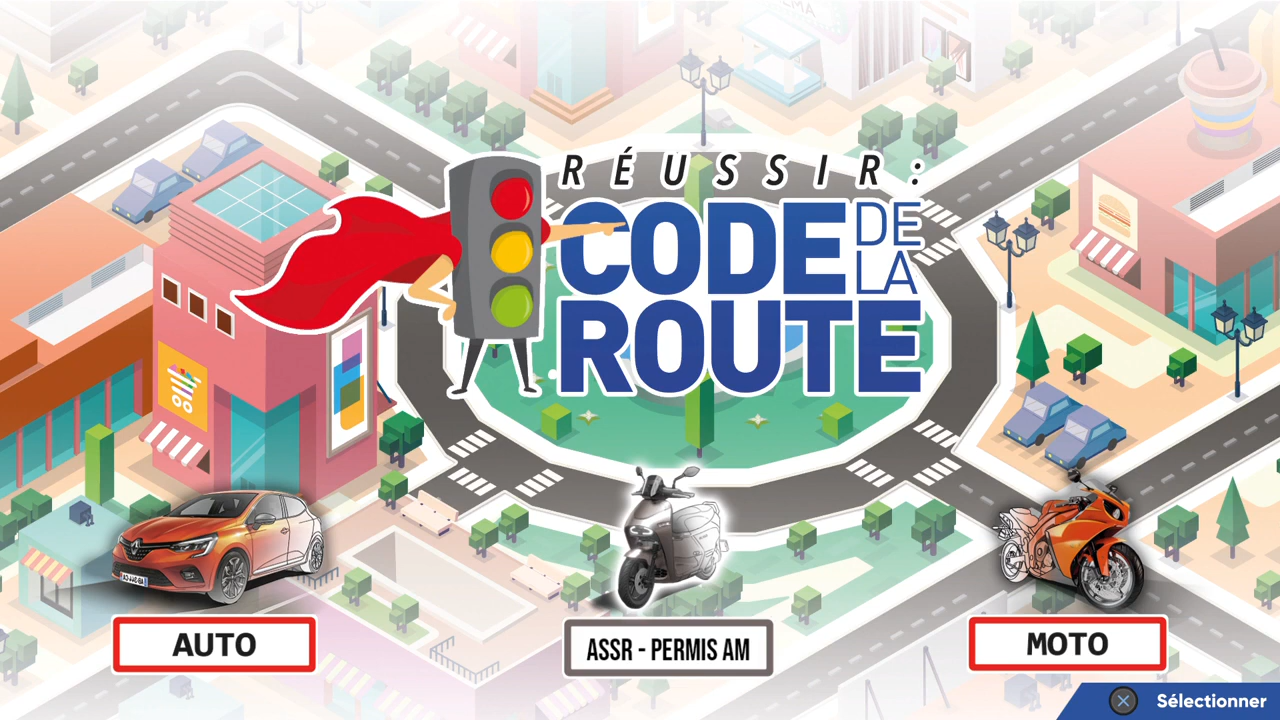 RÉUSSIR :
CODE DE LA
ROUTE
AUTO
ASSR - PERMIS AM
MOTO
Sélectionner